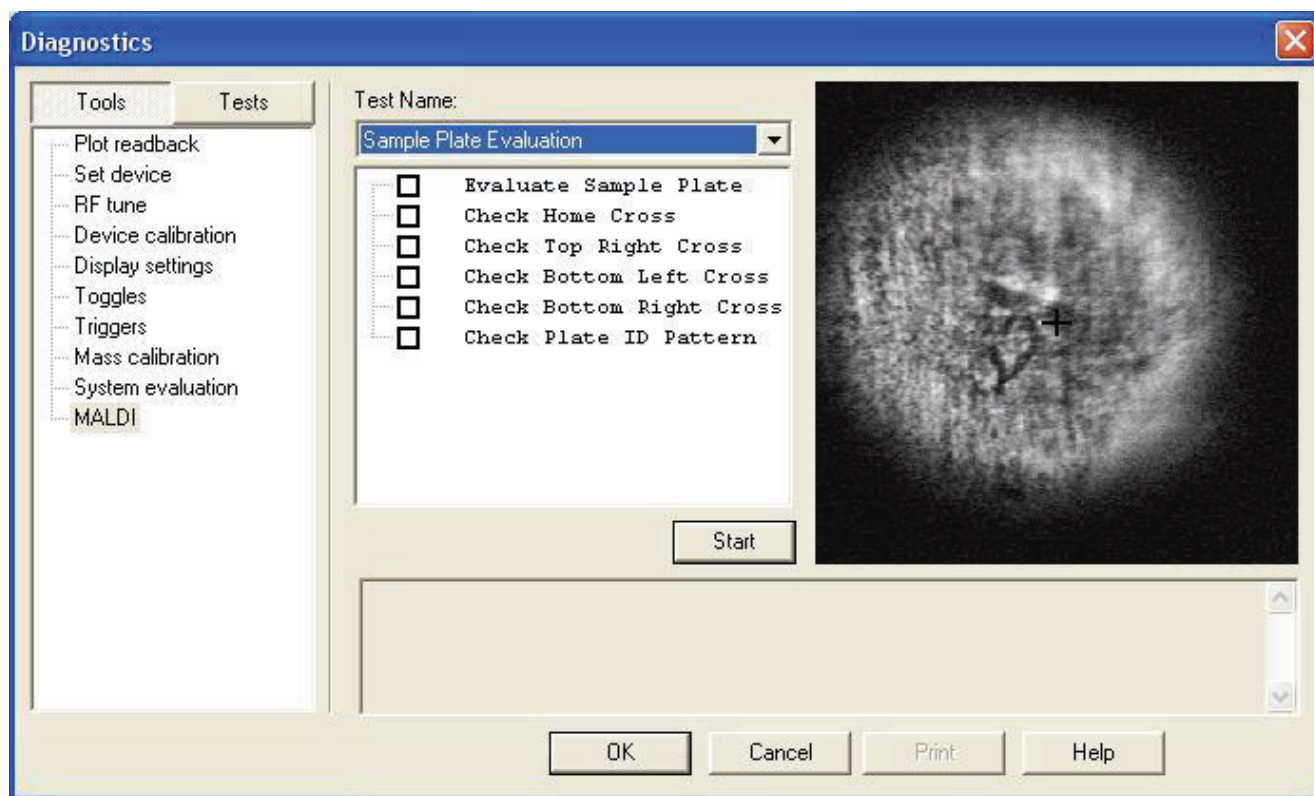 Diagnostics
Tools Tests
Plot readback
Set device
RF tune
Device calibration
Display settings
Toggles
Triggers
Mass calibration
System evaluation
MALDI
Test Name:
Sample Plate Evaluation
Evaluate Sample Plate
Check Home Cross
Check Top Right Cross
Check Bottom Left Cross
Check Bottom Right Cross
Check Plate ID Pattern
Start
OK Cancel Print Help